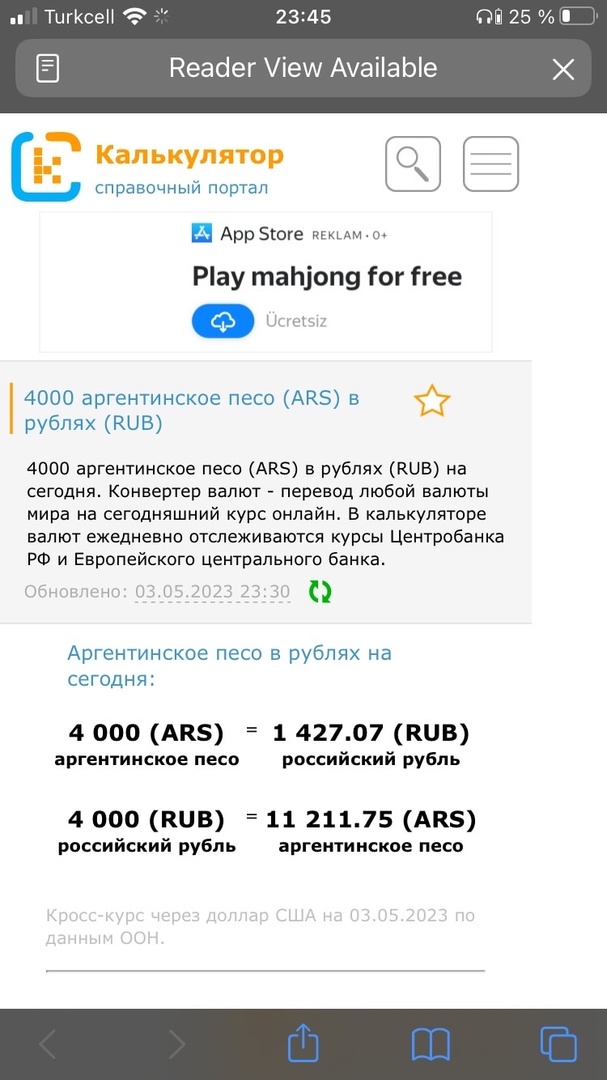 Turkcell 23:45 25 %
Reader View Available
Калькулятор
справочный портал
App Store REKLAM • 0+
Play mahjong for free
Ücretsiz
4000 аргентинское песо (ARS) в
рублях (RUB)
4000 аргентинское песо (ARS) в рублях (RUB) на
сегодня. Конвертер валют - перевод любой валюты
мира на сегодняшний курс онлайн. В калькуляторе
валют ежедневно отслеживаются курсы Центробанка
РФ и Европейского центрального банка.
Обновлено: 03.05.2023 23:30
Аргентинское песо в рублях на
сегодня:
4 000 (ARS) = 1 427.07 (RUB)
аргентинское песо российский рубль
4 000 (RUB) = 11 211.75 (ARS)
российский рубль аргентинское песо
Кросс-курс через доллар США на 03.05.2023 по
данным ООН.